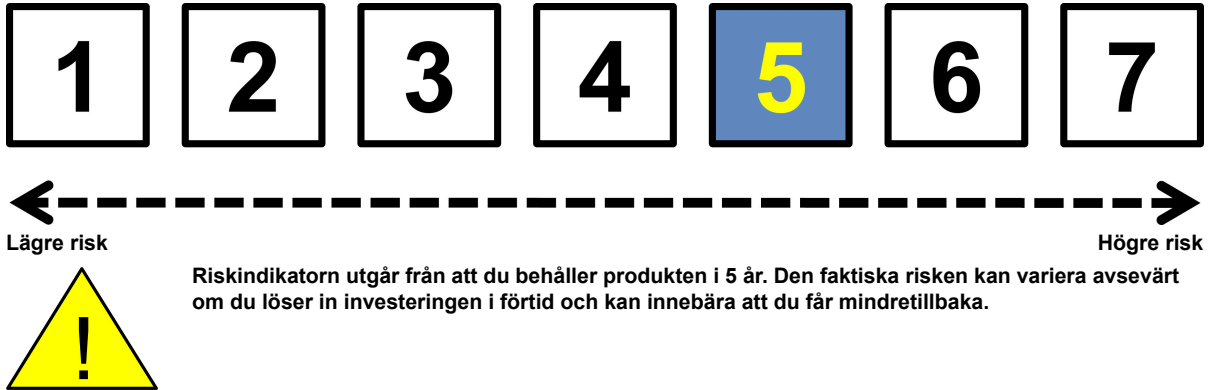 1 2 3 4 5 6 7
Lägre risk Högre risk
Riskindikatorn utgår från att du behåller produkten i 5 år. Den faktiska risken kan variera avsevärt
om du löser in investeringen i förtid och kan innebära att du får mindretillbaka.
!